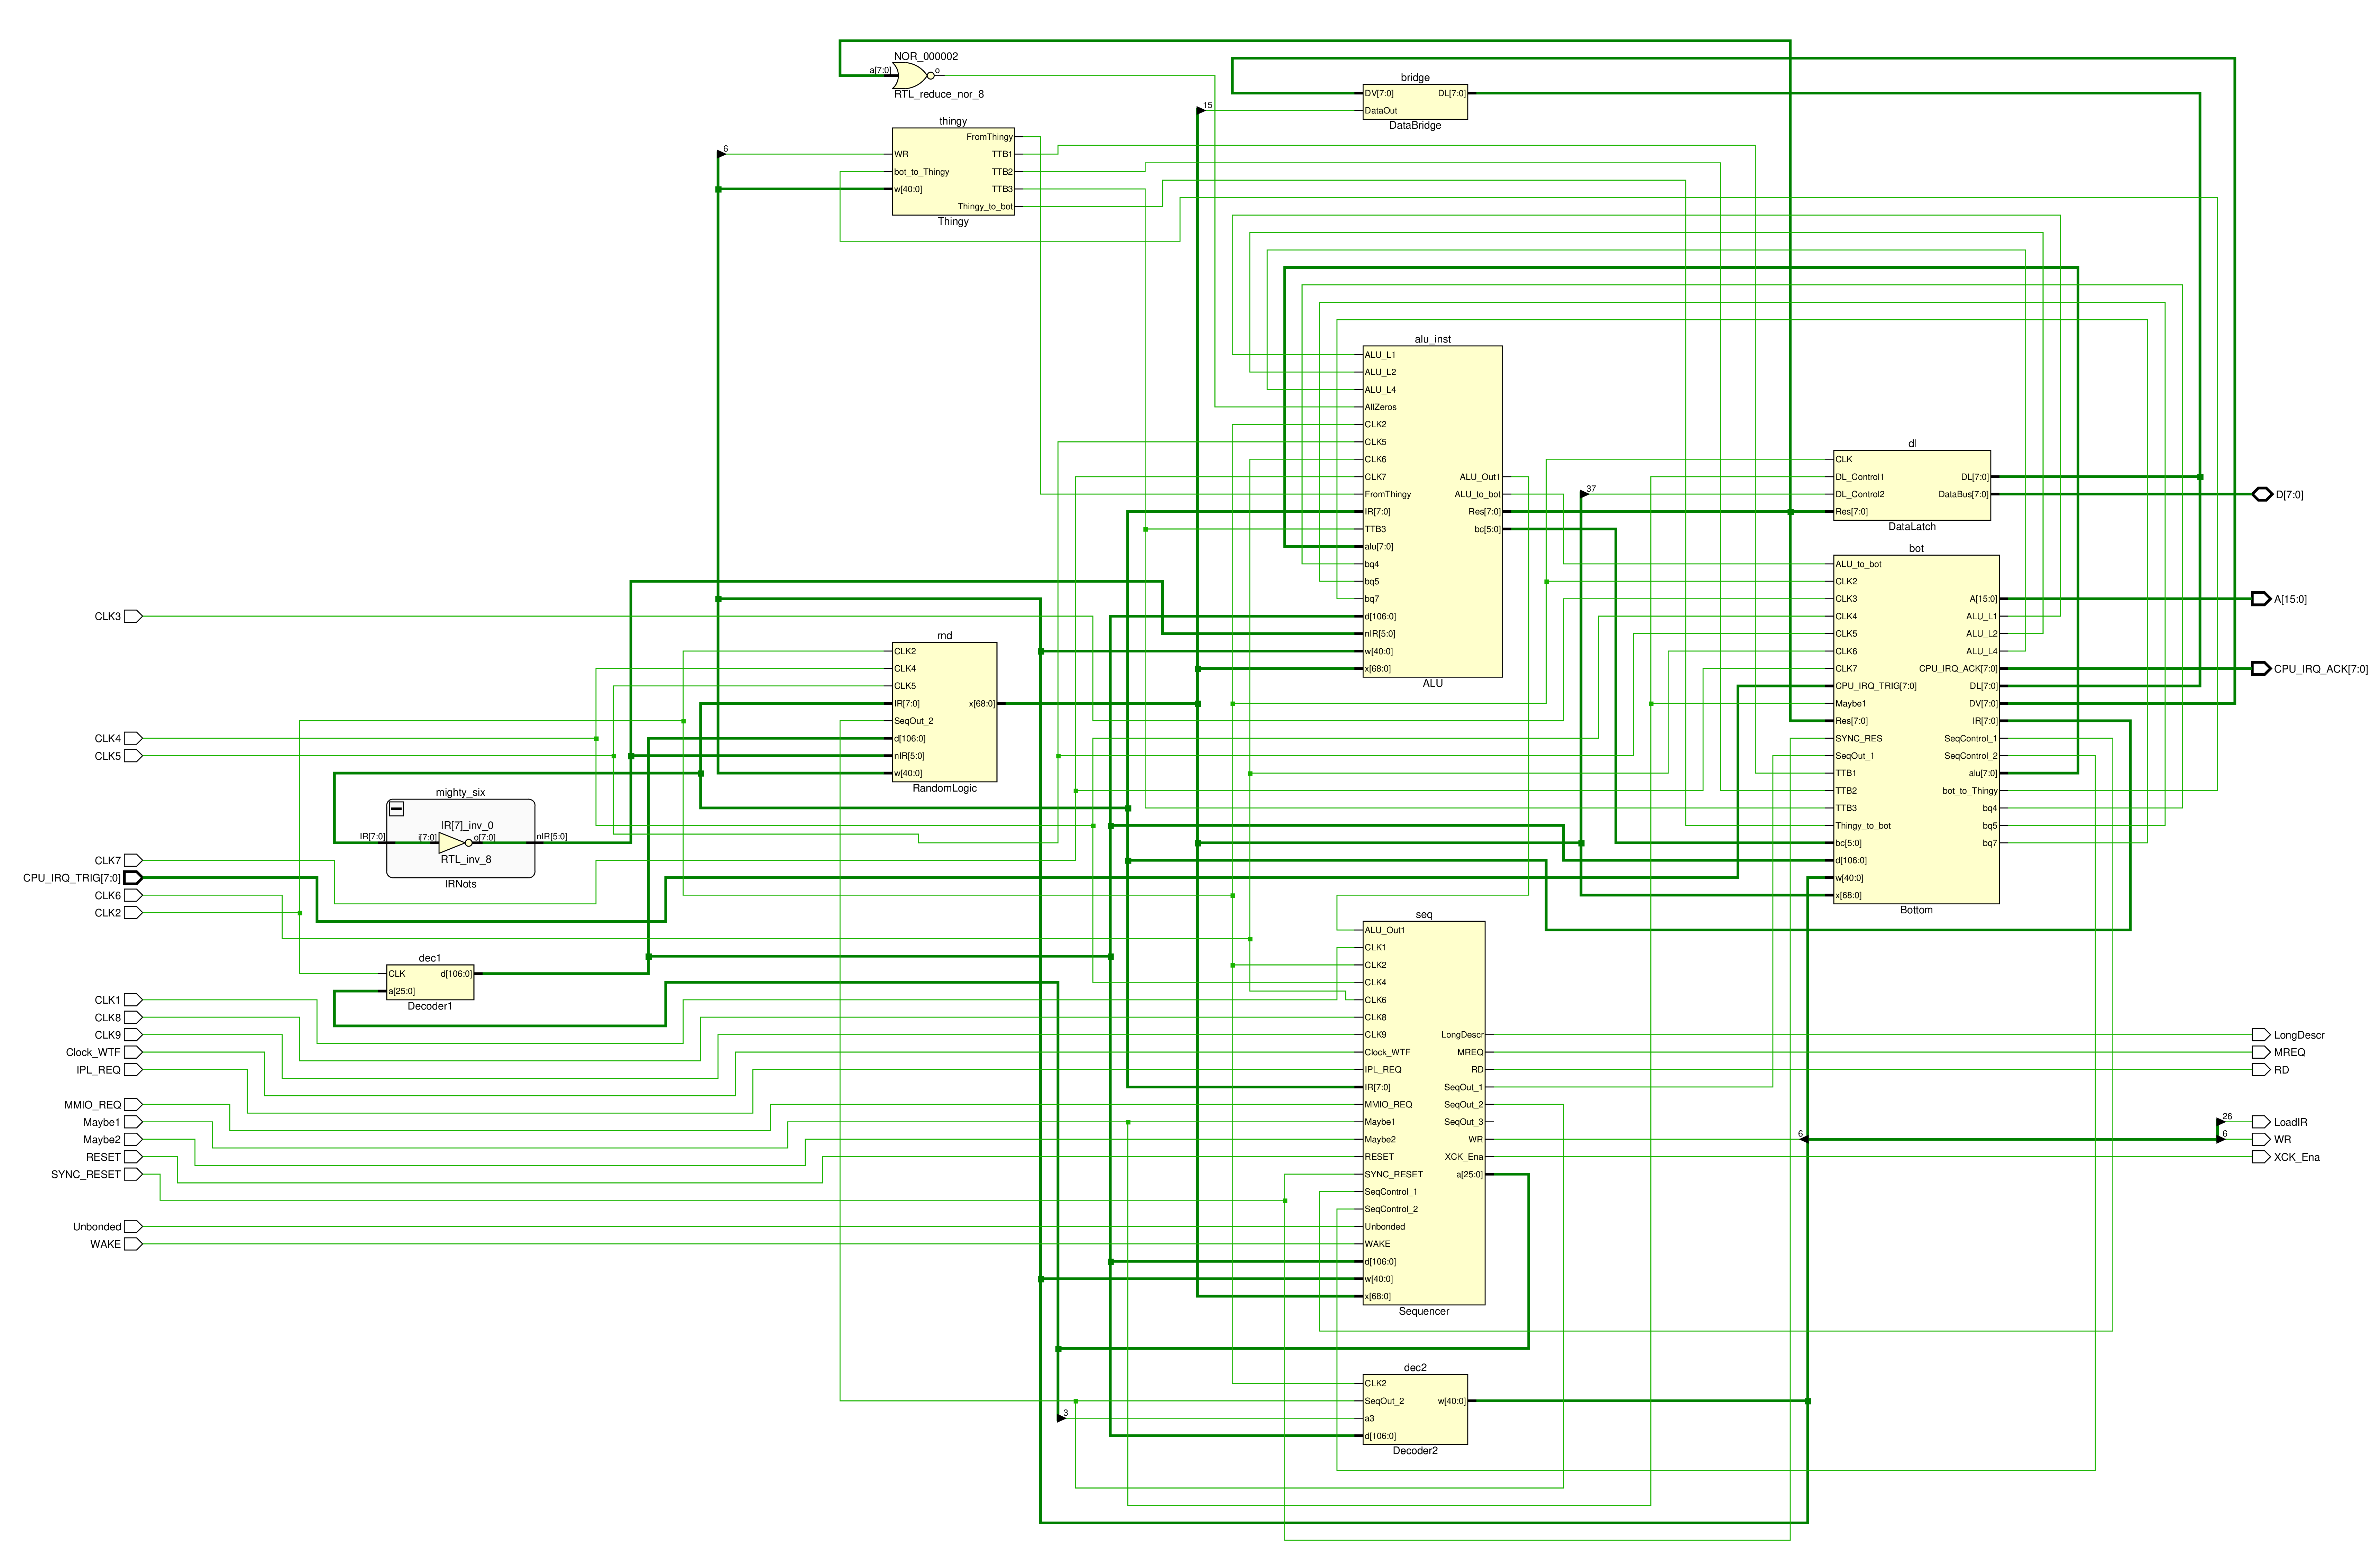 NOR_000002
a[7:0]
o
RTL_reduce_nor_8
bridge
DV[7:0]
DL[7:0]
15
DataOut
DataBridge
thingy
FromThingy
6
WR
TTB1
bot_to_Thingy
TTB2
w[40:0]
TTB3
Thingy_to_bot
Thingy
alu_inst
ALU_L1
ALU_L2
ALU_L4
AllZeros
CLK2
CLK5
CLK6
CLK7
ALU_Out1
FromThingy
ALU_to_bot
IR[7:0]
Res[7:0]
TTB3
bc[5:0]
alu[7:0]
bq4
bq5
bq7
d[106:0]
nIR[5:0]
w[40:0]
x[68:0]
ALU
dl
CLK
DL_Control1
DL[7:0]
37
DL_Control2
DataBus[7:0]
Res[7:0]
DataLatch
D[7:0]
bot
ALU_to_bot
CLK2
CLK3
A[15:0]
CLK4
ALU_L1
CLK5
ALU_L2
CLK6
ALU_L4
CLK7
CPU_IRQ_ACK[7:0]
CPU_IRQ_TRIG[7:0]
DL[7:0]
Maybe1
DV[7:0]
Res[7:0]
IR[7:0]
SYNC_RES
SeqControl_1
SeqOut_1
SeqControl_2
TTB1
alu[7:0]
TTB2
bot_to_Thingy
TTB3
bq4
Thingy_to_bot
bq5
bc[5:0]
bq7
d[106:0]
w[40:0]
x[68:0]
Bottom
A[15:0]
CPU_IRQ_ACK[7:0]
CLK3
rnd
CLK2
CLK4
CLK5
IR[7:0]
x[68:0]
SeqOut_2
d[106:0]
nIR[5:0]
w[40:0]
RandomLogic
CLK4
CLK5
mighty_six
IR[7]_inv_0
IR[7:0]
i[7:0]
o[7:0]
nIR[5:0]
RTL_inv_8
IRNots
CLK7
CPU_IRQ_TRIG[7:0]
CLK6
CLK2
dec1
CLK
d[106:0]
a[25:0]
Decoder1
CLK1
CLK8
CLK9
Clock_WTF
IPL_REQ
MMIO_REQ
Maybe1
Maybe2
RESET
SYNC_RESET
Unbonded
WAKE
seq
ALU_Out1
CLK1
CLK2
CLK4
CLK6
CLK8
CLK9
LongDescr
Clock_WTF
MREQ
IPL_REQ
RD
IR[7:0]
SeqOut_1
MMIO_REQ
SeqOut_2
Maybe1
SeqOut_3
Maybe2
WR
RESET
XCK_Ena
SYNC_RESET
a[25:0]
SeqControl_1
SeqControl_2
Unbonded
WAKE
d[106:0]
w[40:0]
x[68:0]
Sequencer
6
LongDescr
MREQ
RD
26
LoadIR
6
WR
XCK_Ena
dec2
CLK2
SeqOut_2
w[40:0]
3
a3
d[106:0]
Decoder2